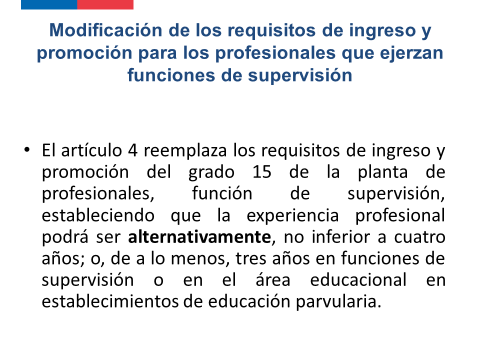 Modificación de los requisitos de ingreso y
promoción para los profesionales que ejerzan
funciones de supervisión
• El artículo 4 reemplaza los requisitos de ingreso y
promoción del grado 15 de la planta de
profesionales, función de supervisión,
estableciendo que la experiencia profesional
podrá ser alternativamente, no inferior a cuatro
años; o, de a lo menos, tres años en funciones de
supervisión o en el área educacional en
establecimientos de educación parvularia.